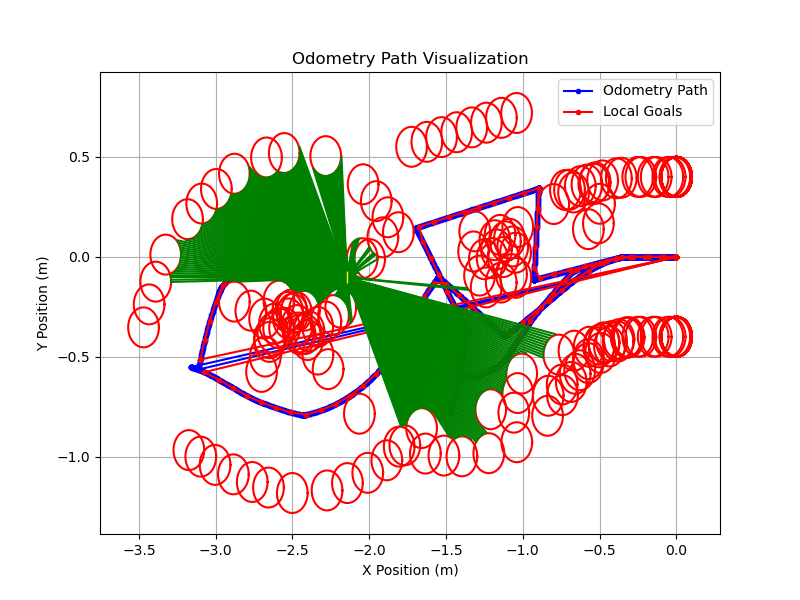 Odometry Path Visualization
Odometry Path
Local Goals
Y Position (m)
0.5
0.0
−0.5
−1.0
−3.5 −3.0 −2.5 −2.0 −1.5 −1.0 −0.5 0.0
X Position (m)